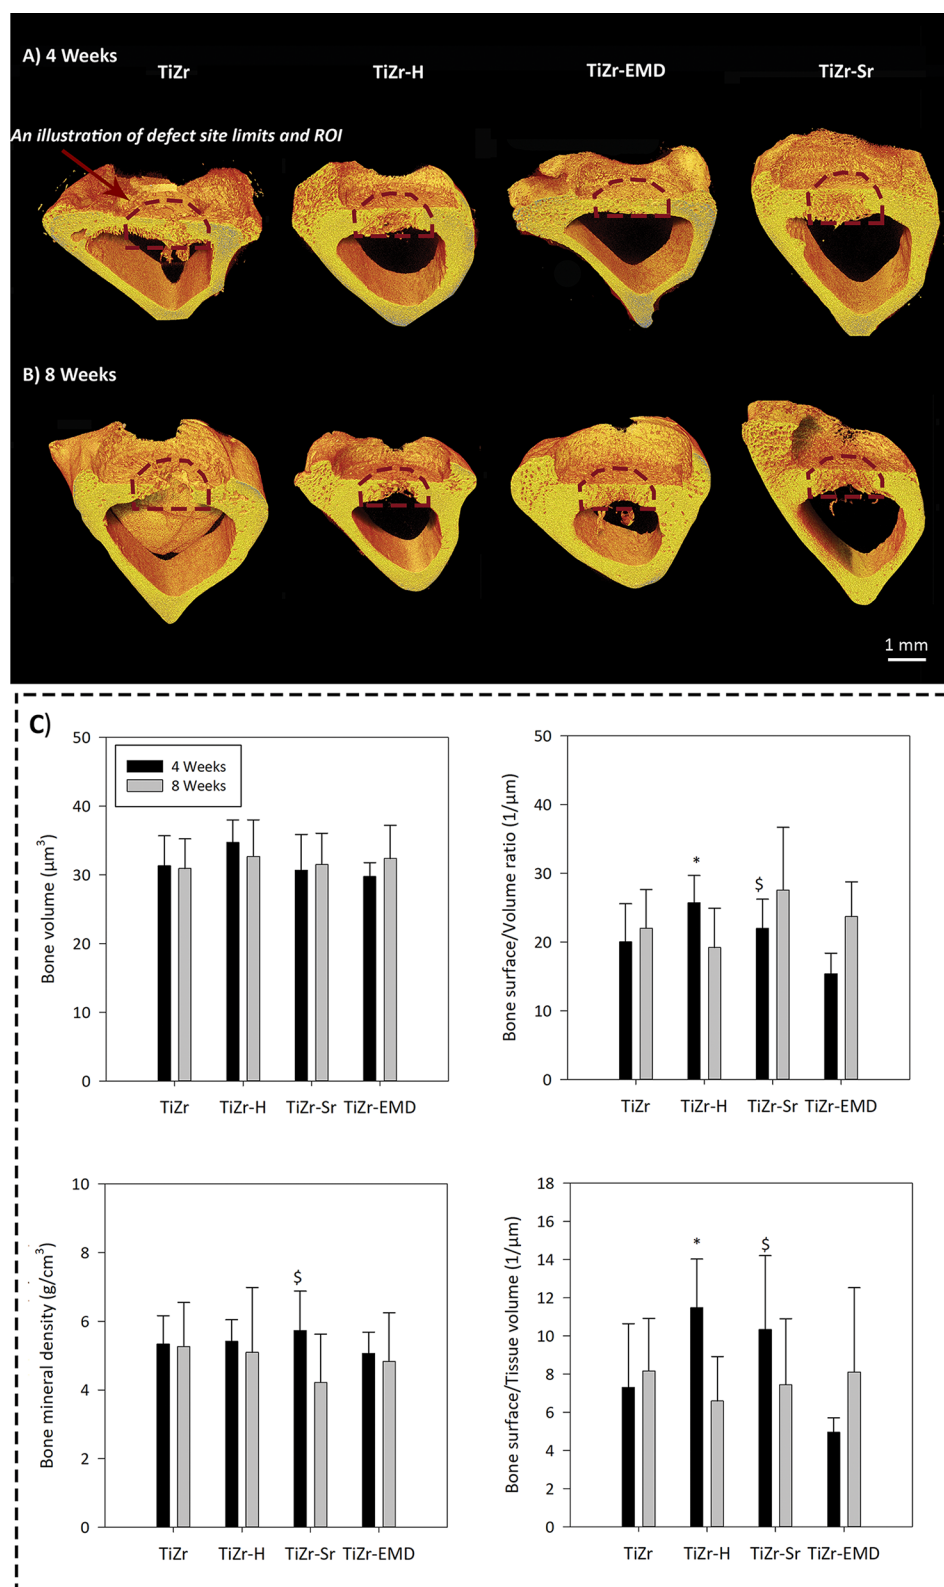 A) 4 Weeks
TiZr TiZr-H TiZr-EMD TiZr-Sr
An illustration of defect site limits and ROI
B) 8 Weeks
1 mm
C)
Bone volume (µm³)
50
40
30
20
10
0
4 Weeks
8 Weeks
TiZr TiZr-H TiZr-Sr TiZr-EMD
Bone surface/Volume ratio (1/µm)
50
40
30
20
10
0
*
$
TiZr TiZr-H TiZr-Sr TiZr-EMD
Bone mineral density (g/cm³)
10
8
6
4
2
0
$
TiZr TiZr-H TiZr-Sr TiZr-EMD
Bone surface/Tissue volume (1/µm)
18
16
14
12
10
8
6
4
2
0
*
$
TiZr TiZr-H TiZr-Sr TiZr-EMD